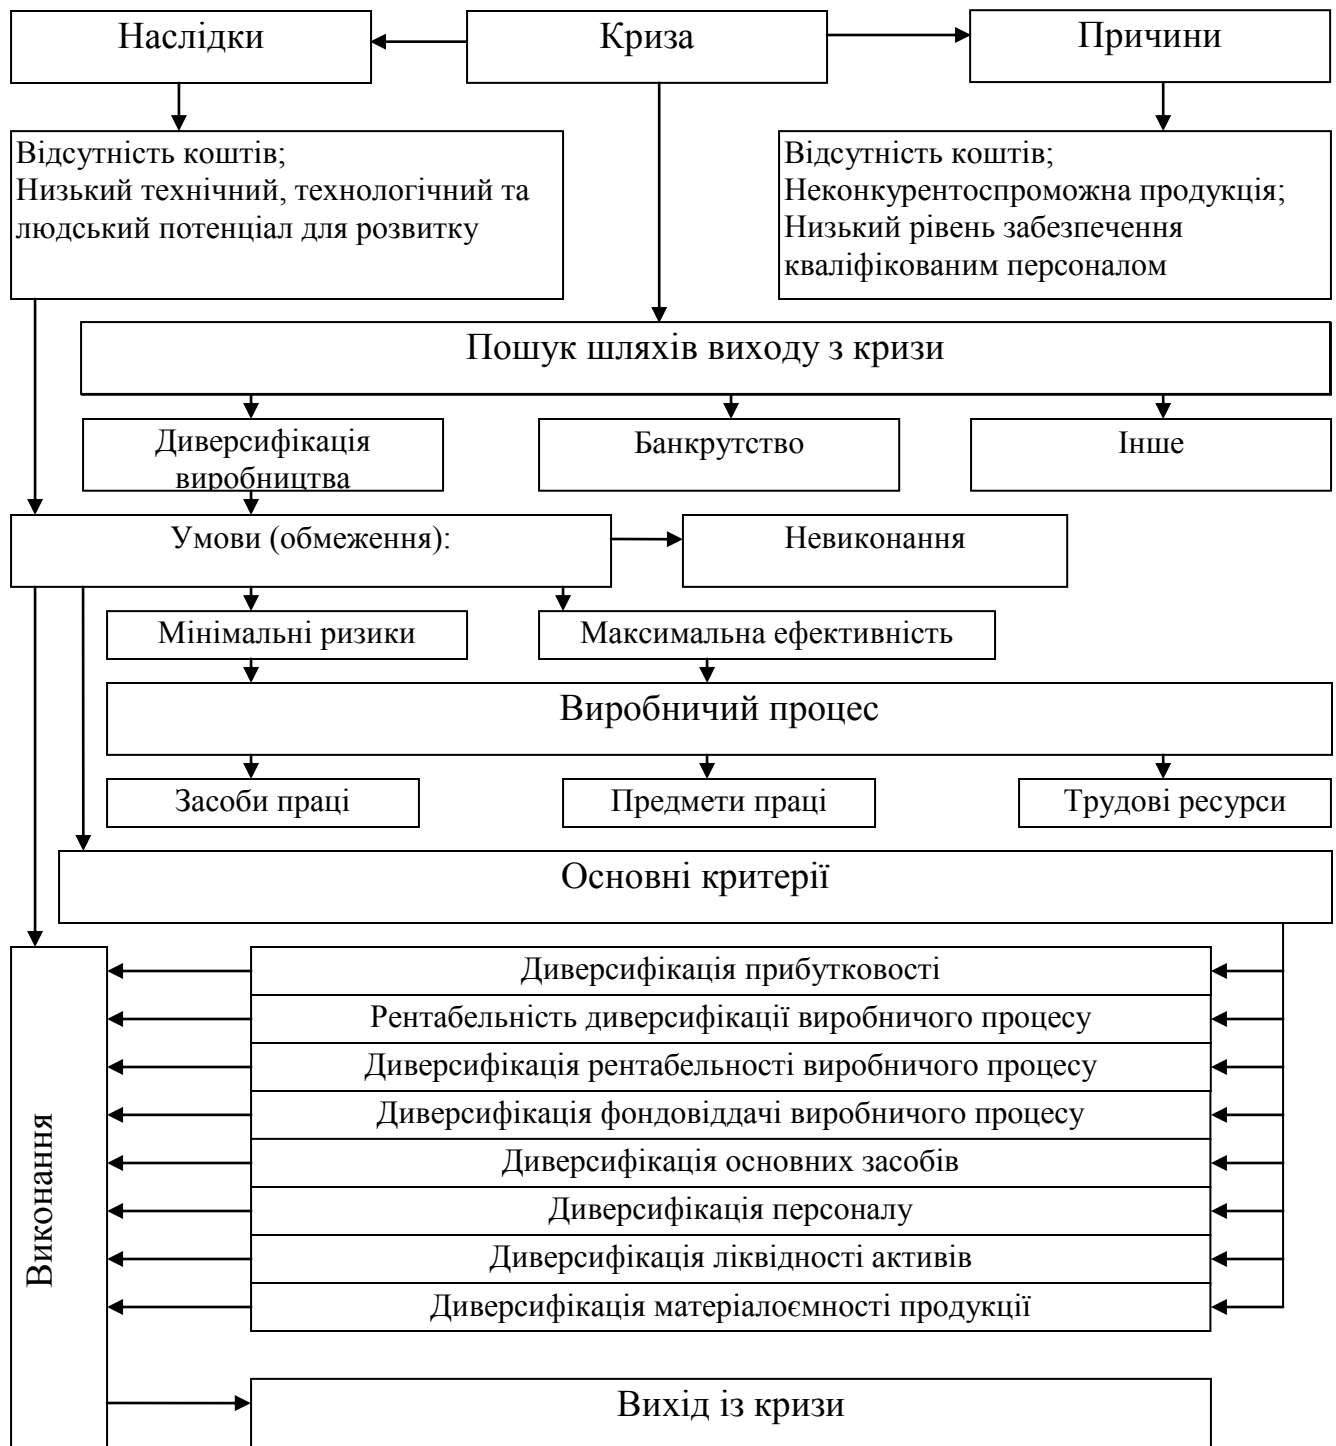 Наслідки
Криза
Причини
Відсутність коштів;
Низький технічний, технологічний та
людський потенціал для розвитку
Відсутність коштів;
Неконкурентоспроможна продукція;
Низький рівень забезпечення
кваліфікованим персоналом
Пошук шляхів виходу з кризи
Диверсифікація
виробництва
Банкрутство
Інше
Умови (обмеження):
Невиконання
Мінімальні ризики
Максимальна ефективність
Виробничий процес
Засоби праці
Предмети праці
Трудові ресурси
Основні критерії
Виконання
Диверсифікація прибутковості
Рентабельність диверсифікації виробничого процесу
Диверсифікація рентабельності виробничого процесу
Диверсифікація фондовіддачі виробничого процесу
Диверсифікація основних засобів
Диверсифікація персоналу
Диверсифікація ліквідності активів
Диверсифікація матеріалоємності продукції
Вихід із кризи